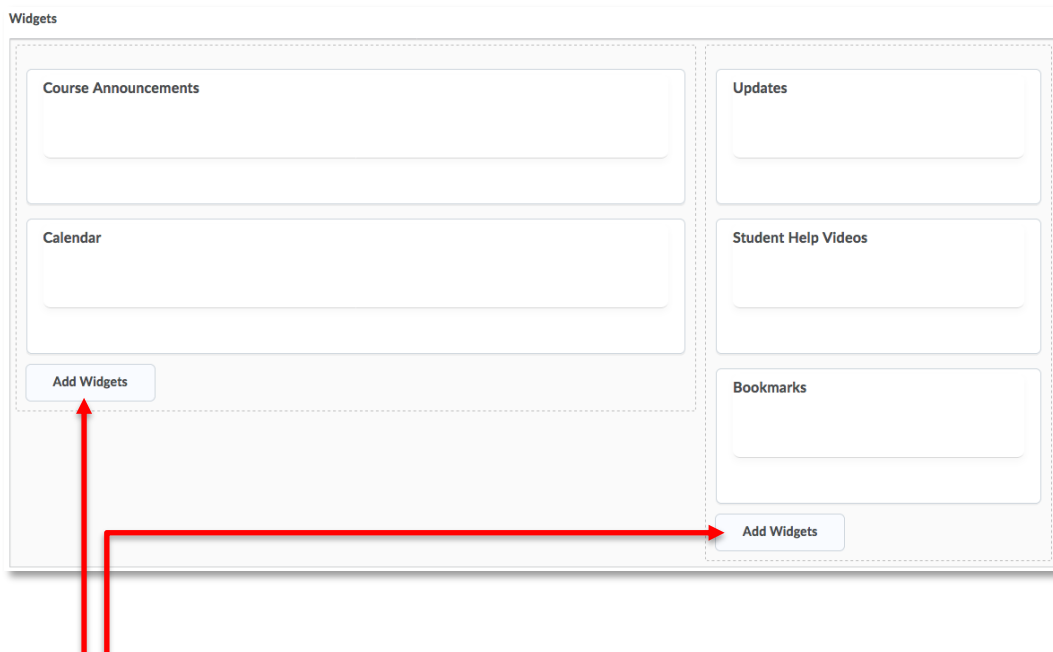 Widgets
Course Announcements
Calendar
Add Widgets
Updates
Student Help Videos
Bookmarks
Add Widgets